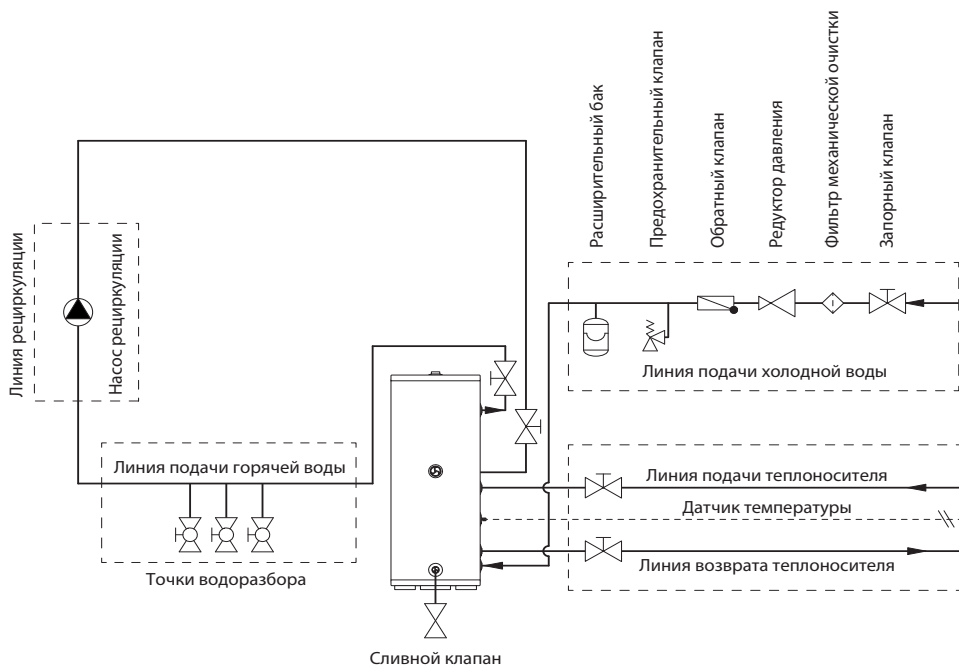 Линия рециркуляции
Насос рециркуляции
Расширительный бак
Предохранительный клапан
Обратный клапан
Редуктор давления
Фильтр механической очистки
Запорный клапан
Линия подачи холодной воды
Линия подачи горячей воды
Точки водоразбора
Линия подачи теплоносителя
Датчик температуры
Линия возврата теплоносителя
Сливной клапан